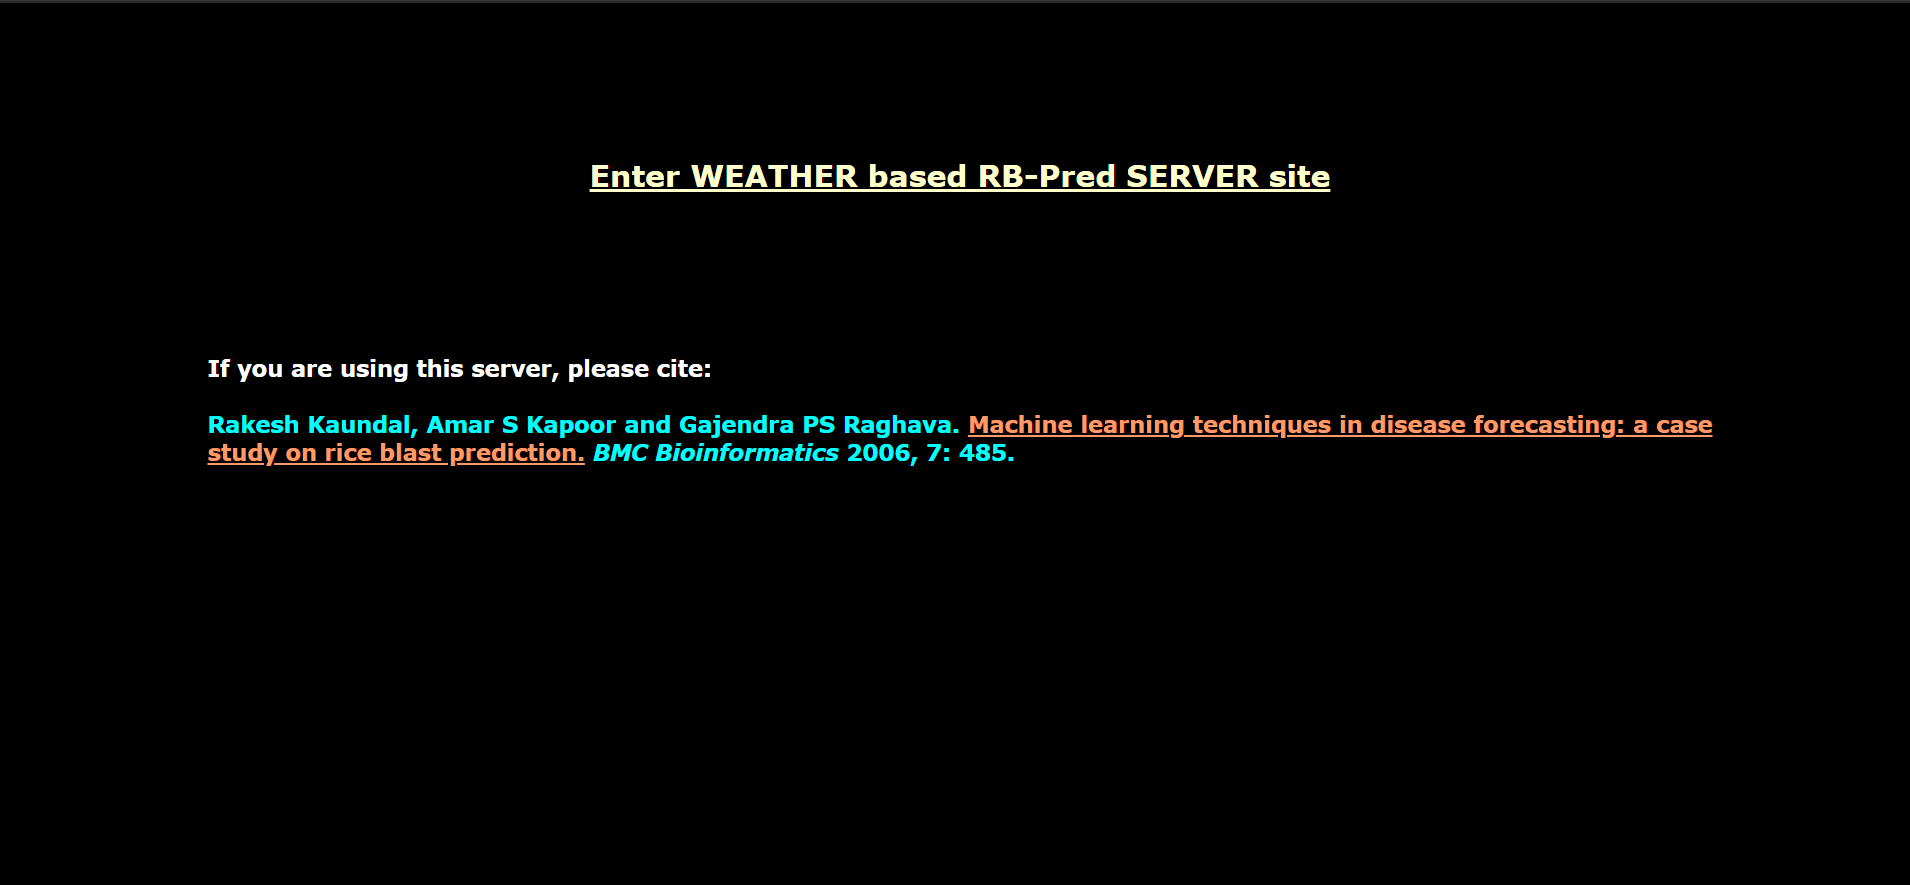 Enter WEATHER based RB-Pred SERVER site
If you are using this server, please cite:
Rakesh Kaundal, Amar S Kapoor and Gajendra PS Raghava. Machine learning techniques in disease forecasting: a case
study on rice blast prediction. BMC Bioinformatics 2006, 7: 485.